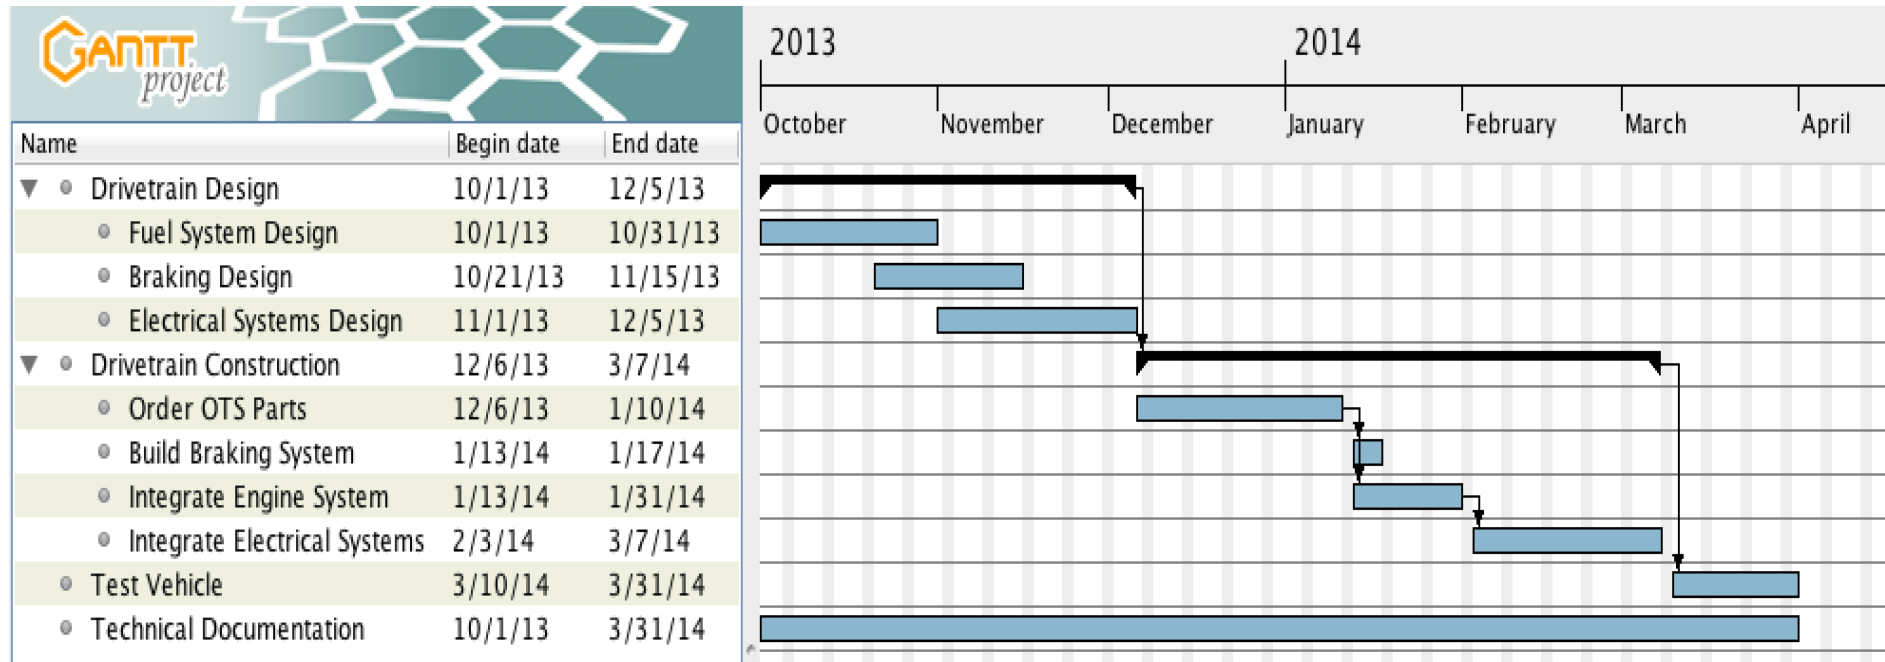 GANTT
project
2013 2014
October November December January February March April
Name Begin date End date
Drivetrain Design 10/1/13 12/5/13
Fuel System Design 10/1/13 10/31/13
Braking Design 10/21/13 11/15/13
Electrical Systems Design 11/1/13 12/5/13
Drivetrain Construction 12/6/13 3/7/14
Order OTS Parts 12/6/13 1/10/14
Build Braking System 1/13/14 1/17/14
Integrate Engine System 1/13/14 1/31/14
Integrate Electrical Systems 2/3/14 3/7/14
Test Vehicle 3/10/14 3/31/14
Technical Documentation 10/1/13 3/31/14